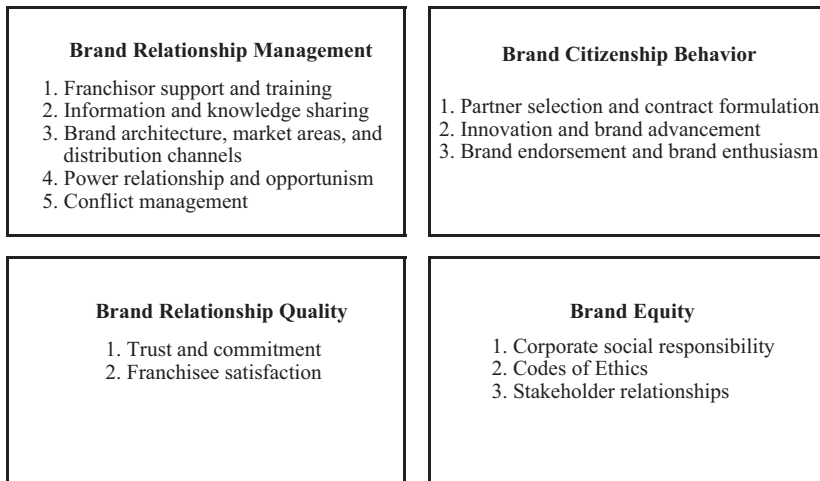 Brand Relationship Management
1. Franchisor support and training
2. Information and knowledge sharing
3. Brand architecture, market areas, and
distribution channels
4. Power relationship and opportunism
5. Conflict management
Brand Citizenship Behavior
1. Partner selection and contract formulation
2. Innovation and brand advancement
3. Brand endorsement and brand enthusiasm
Brand Relationship Quality
1. Trust and commitment
2. Franchisee satisfaction
Brand Equity
1. Corporate social responsibility
2. Codes of Ethics
3. Stakeholder relationships